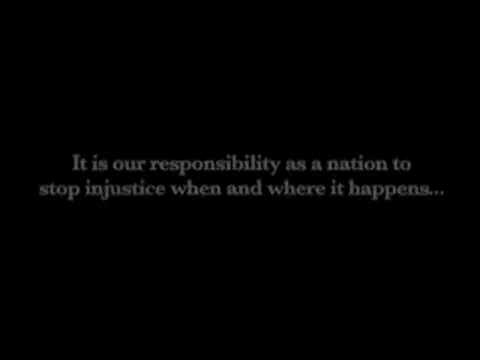 It is our responsibility as a nation to
stop injustice when and where it happens...